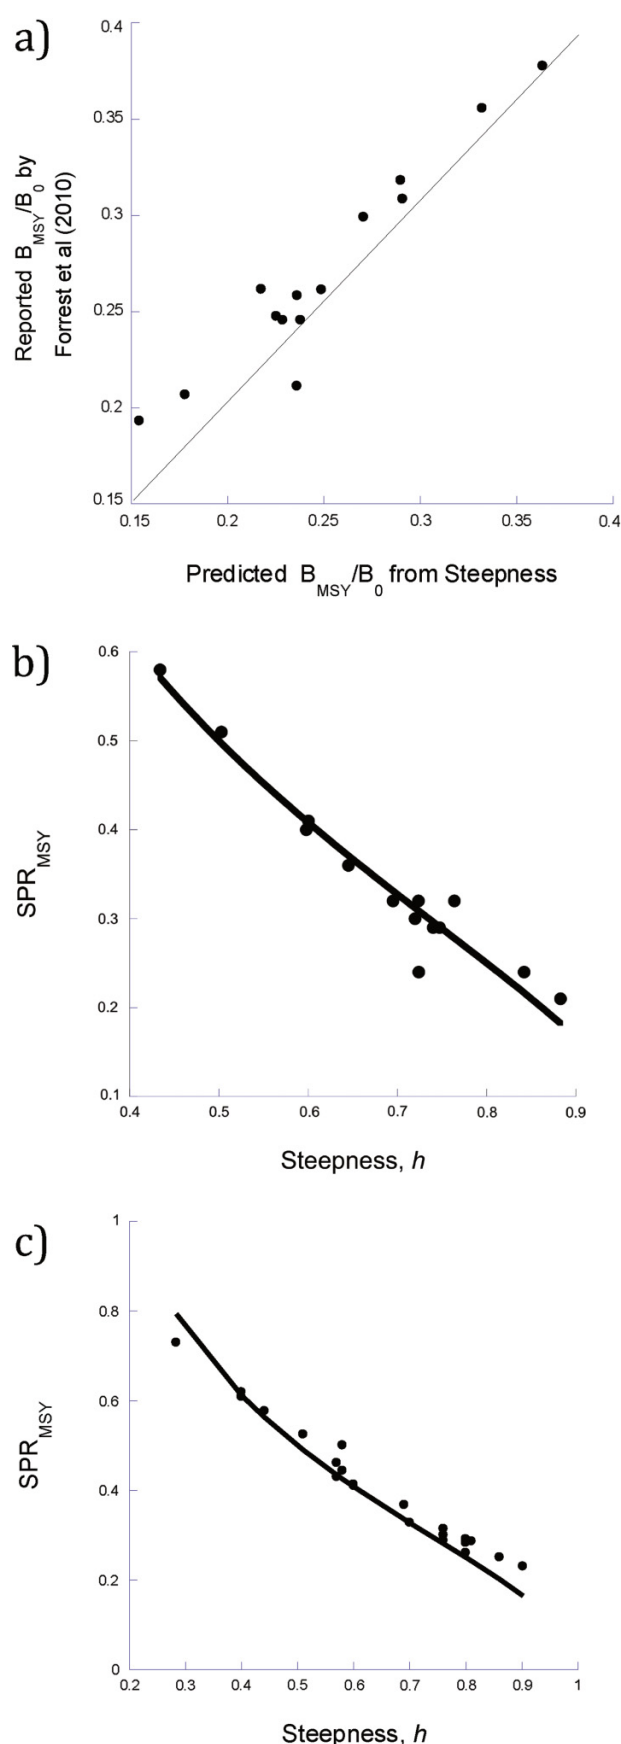 a)
0.4
0.35
0.3
0.25
0.2
0.15
Reported B_MSY/B_0 by
Forrest et al (2010)
0.15 0.2 0.25 0.3 0.35 0.4
Predicted B_MSY/B_0 from Steepness
b)
0.6
0.5
0.4
0.3
0.2
0.1
SPR_MSY
0.4 0.5 0.6 0.7 0.8 0.9
Steepness, h
c)
1
0.8
0.6
0.4
0.2
0
SPR_MSY
0.2 0.3 0.4 0.5 0.6 0.7 0.8 0.9 1
Steepness, h